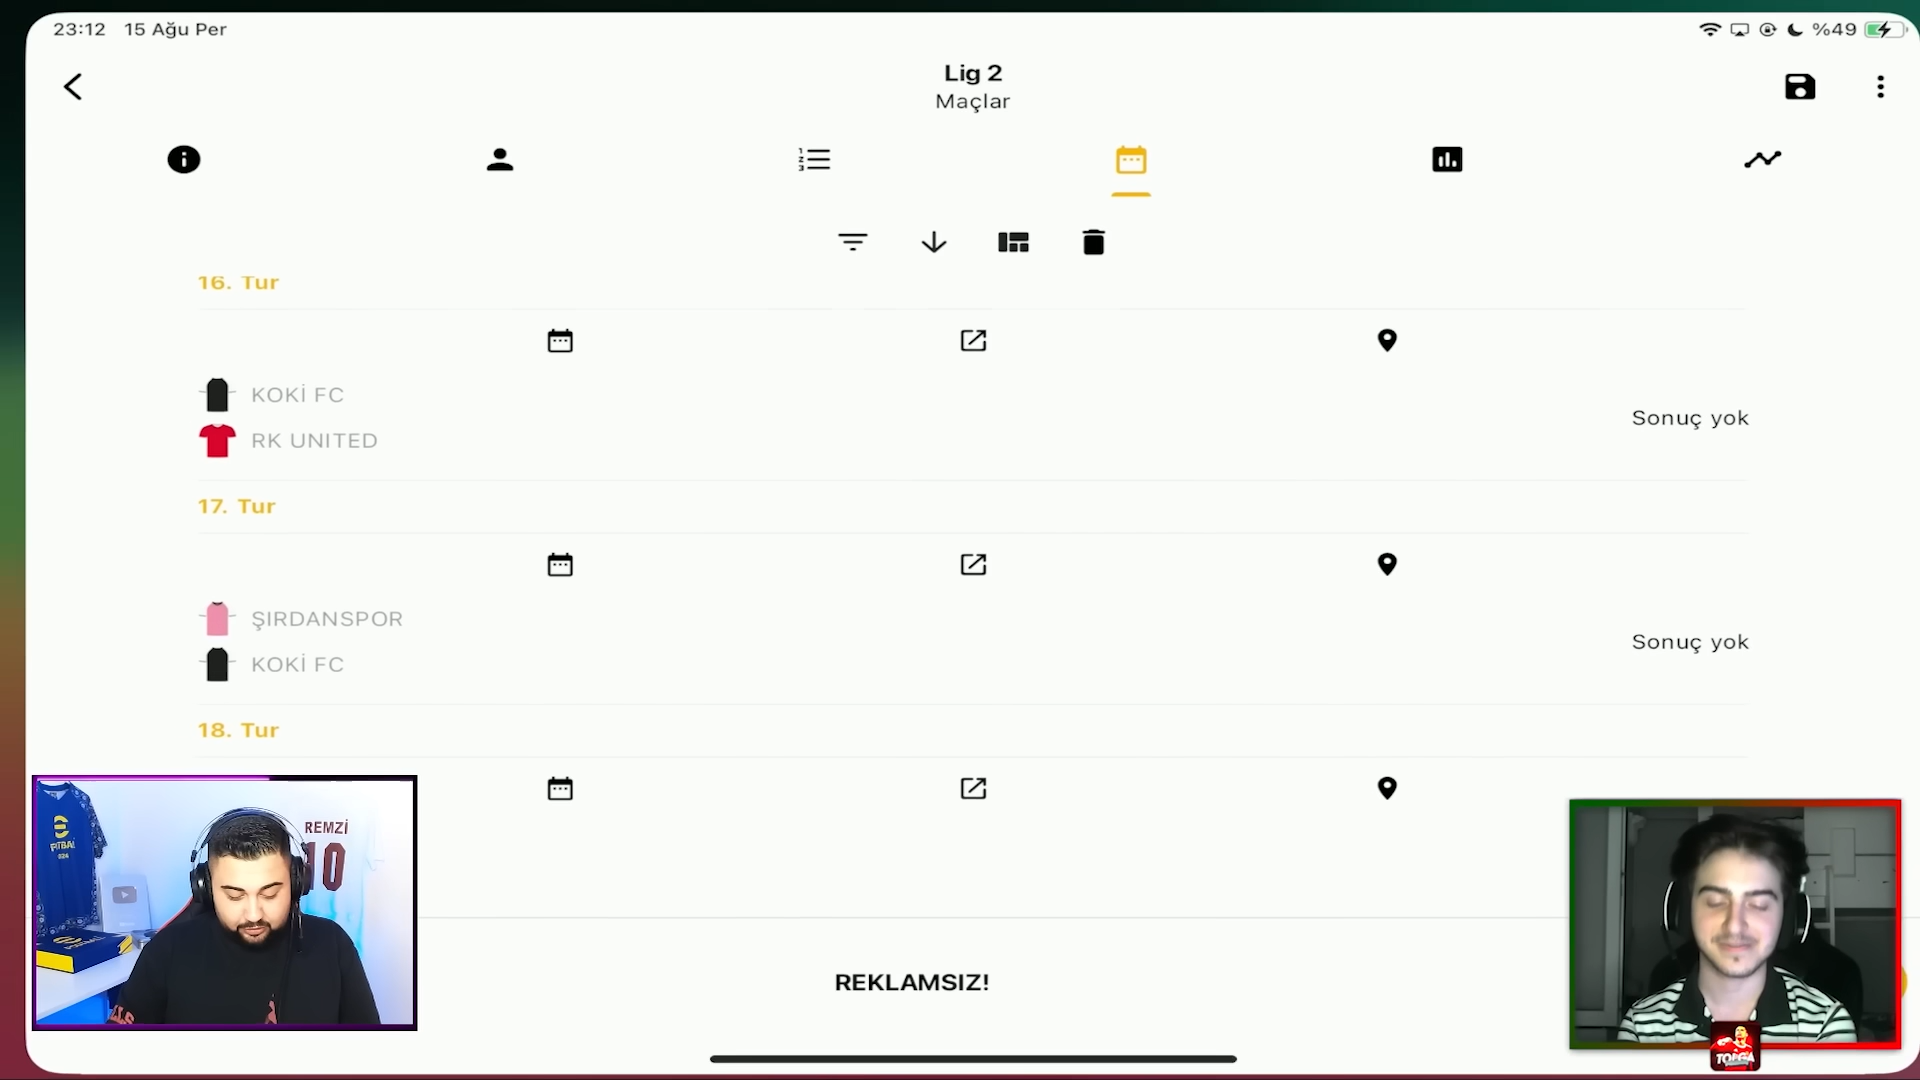 23:12 15 Ağu Per
%49
Lig 2
Maçlar
16. Tur
KOKİ FC
RK UNITED
Sonuç yok
17. Tur
ŞIRDANSPOR
KOKİ FC
Sonuç yok
18. Tur
REMZİ
10
REKLAMSIZ!
TOLGA